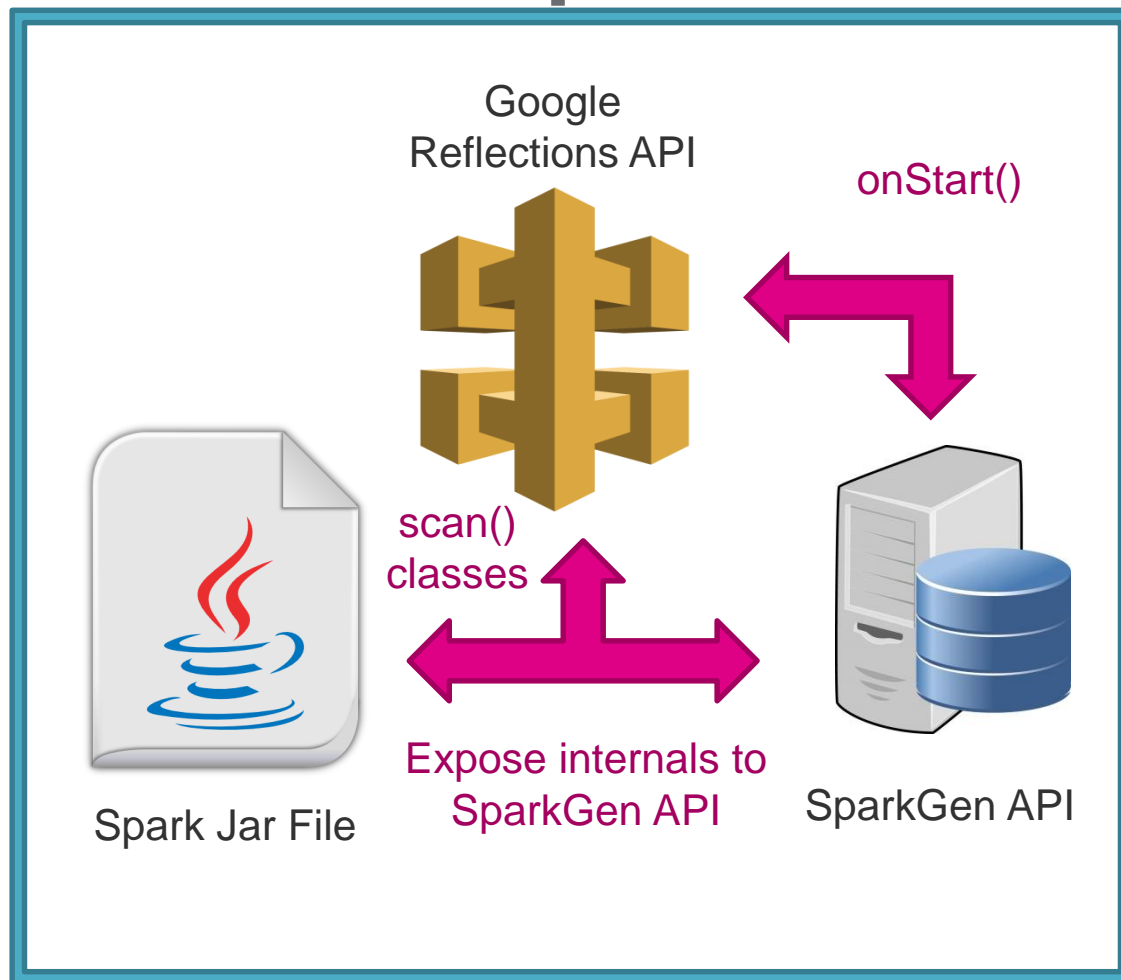 Google
Reflections API
onStart()
scan()
classes
Expose internals to
SparkGen API
Spark Jar File
SparkGen API